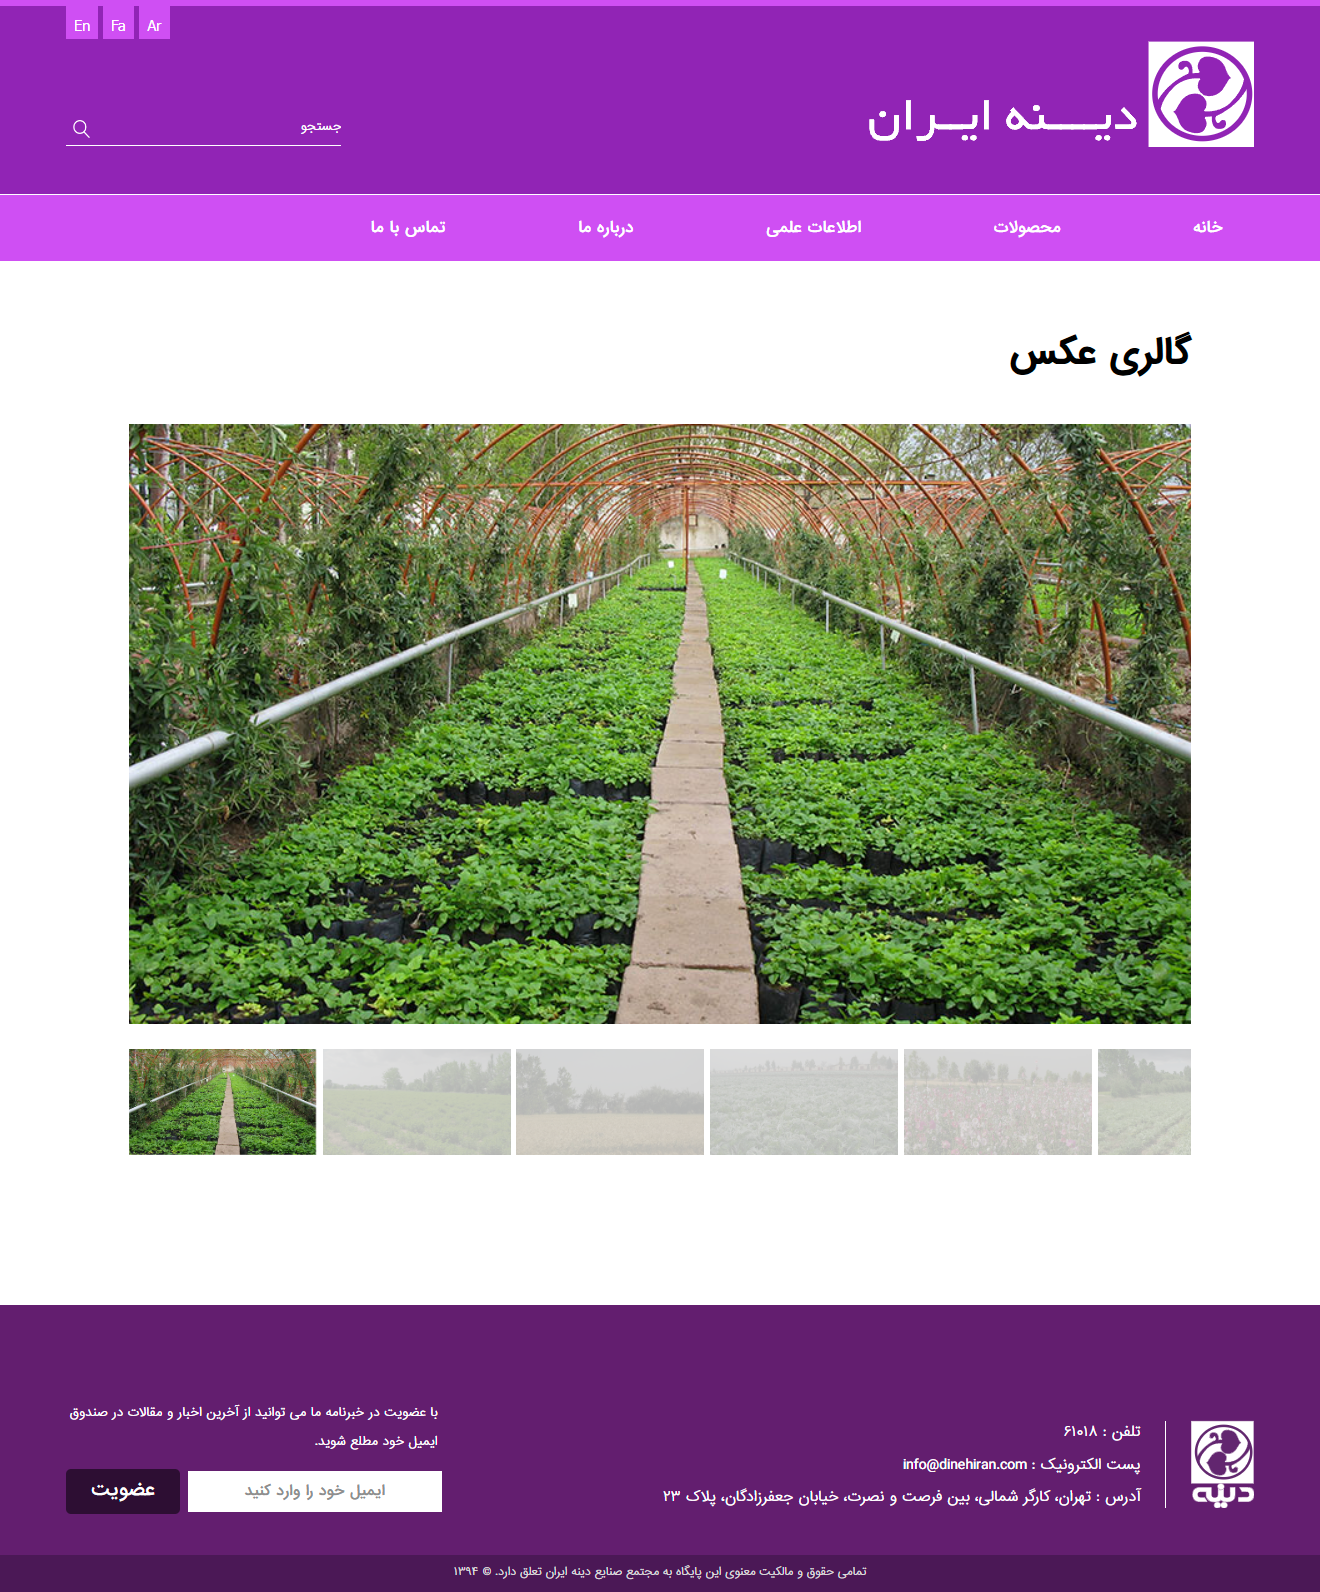 En Fa Ar
دینه ایران
جستجو
خانه محصولات اطلاعات علمی درباره ما تماس با ما
گالری عکس
تلفن : ۶۱۰۱۸
پست الکترونیک : info@dinehiran.com
آدرس : تهران، کارگر شمالی، بین فرصت و نصرت، خیابان جعفرزادگان، پلاک ۲۳
دینه
با عضویت در خبرنامه ما می توانید از آخرین اخبار و مقالات در صندوق
ایمیل خود مطلع شوید.
ایمیل خود را وارد کنید
عضویت
تمامی حقوق و مالکیت معنوی این پایگاه به مجتمع صنایع دینه ایران تعلق دارد. © ۱۳۹۴